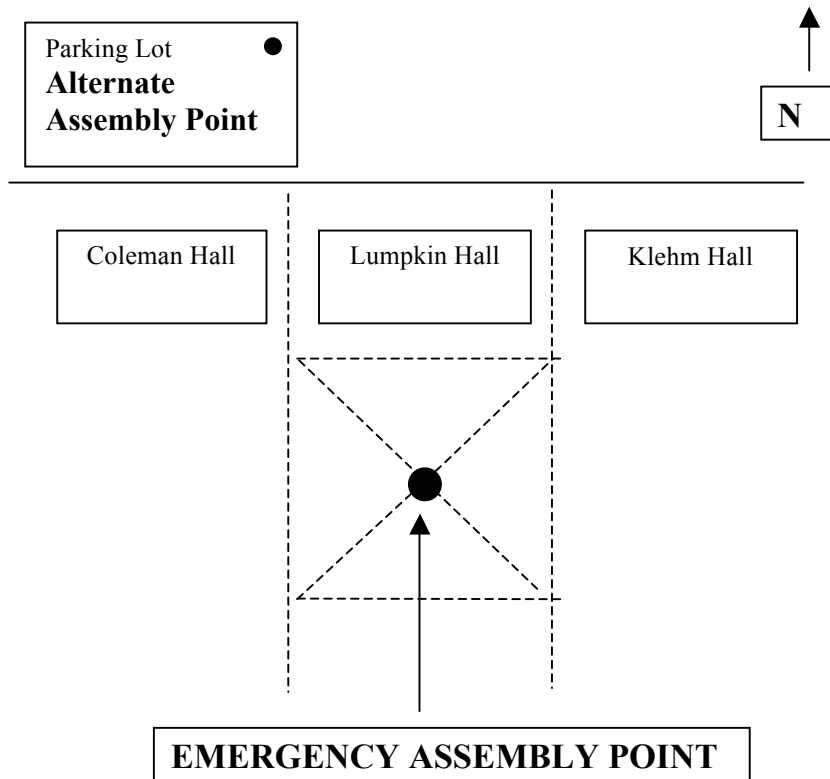 Parking Lot
Alternate
Assembly Point
N
Coleman Hall
Lumpkin Hall
Klehm Hall
EMERGENCY ASSEMBLY POINT